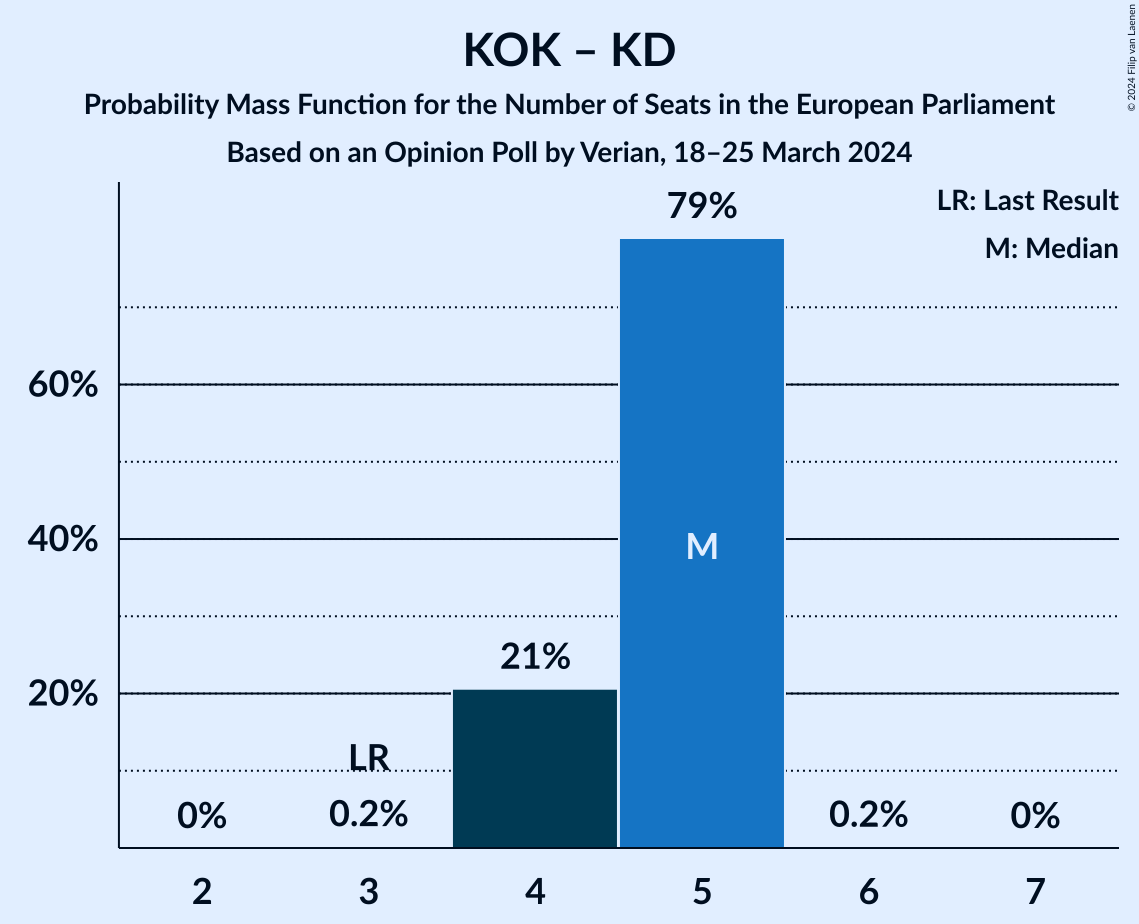 KOK – KD
Probability Mass Function for the Number of Seats in the European Parliament
Based on an Opinion Poll by Verian, 18–25 March 2024
© 2024 Filip van Laenen
LR: Last Result
M: Median
79%
60%
40%
M
21%
20%
LR
0% 0.2% 0.2% 0%
2 3 4 5 6 7